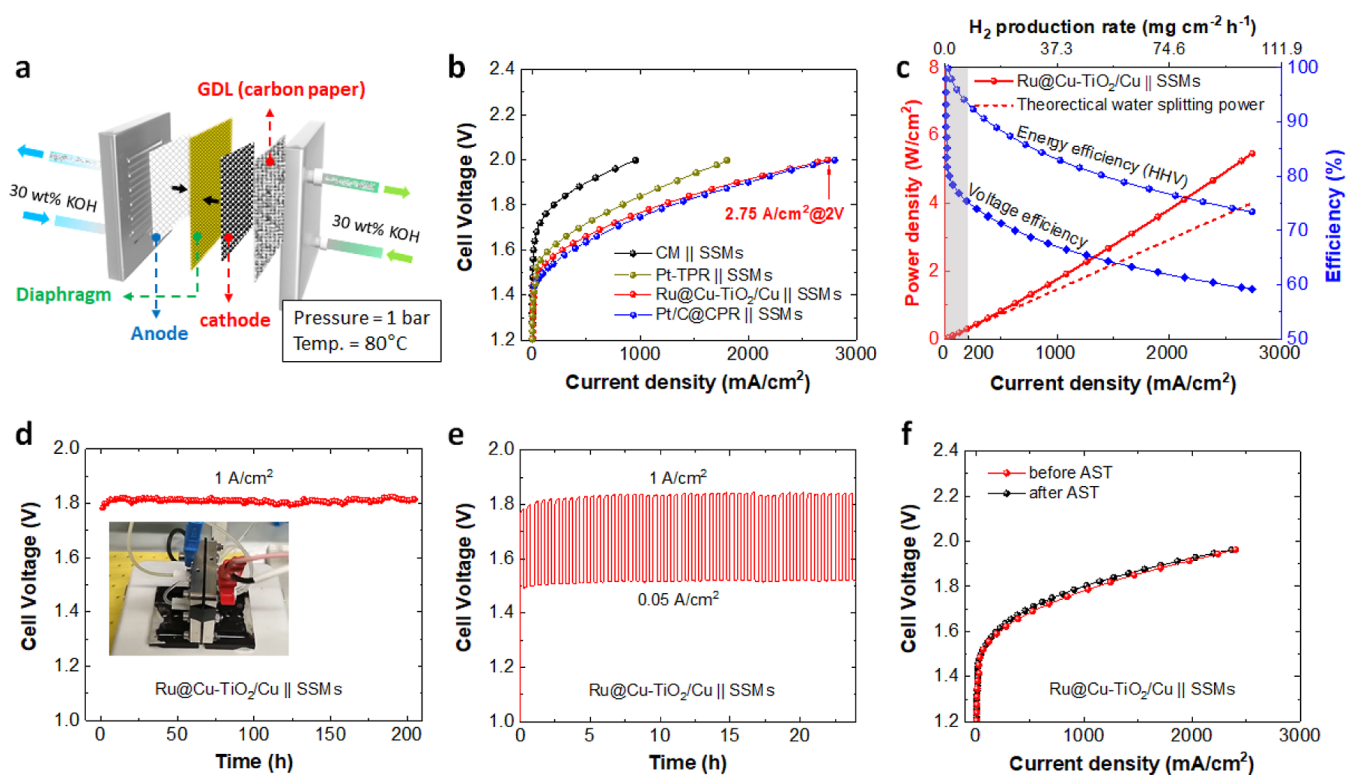 a
GDL (carbon paper)
30 wt% KOH
30 wt% KOH
Diaphragm
cathode
Anode
Pressure = 1 bar
Temp. = 80°C
b
2.4
2.2
2.0
1.8
1.6
1.4
1.2
Cell Voltage (V)
2.75 A/cm²@2V
CM || SSMs
Pt-TPR || SSMs
Ru@Cu-TiO₂/Cu || SSMs
Pt/C@CPR || SSMs
0 1000 2000 3000
Current density (mA/cm²)
c
H₂ production rate (mg cm⁻² h⁻¹)
0.0 37.3 74.6 111.9
8
6
4
2
0
Power density (W/cm²)
Ru@Cu-TiO₂/Cu || SSMs
Theorectical water splitting power
Energy efficiency (HHV)
Voltage efficiency
100
90
80
70
60
50
Efficiency (%)
0 200 1000 2000 3000
Current density (mA/cm²)
d
2.0
1.8
1.6
1.4
1.2
1.0
Cell Voltage (V)
1 A/cm²
Ru@Cu-TiO₂/Cu || SSMs
0 50 100 150 200
Time (h)
e
2.0
1.8
1.6
1.4
1.2
1.0
Cell Voltage (V)
1 A/cm²
0.05 A/cm²
Ru@Cu-TiO₂/Cu || SSMs
0 5 10 15 20
Time (h)
f
2.4
2.2
2.0
1.8
1.6
1.4
1.2
Cell Voltage (V)
before AST
after AST
Ru@Cu-TiO₂/Cu || SSMs
0 1000 2000 3000
Current density (mA/cm²)